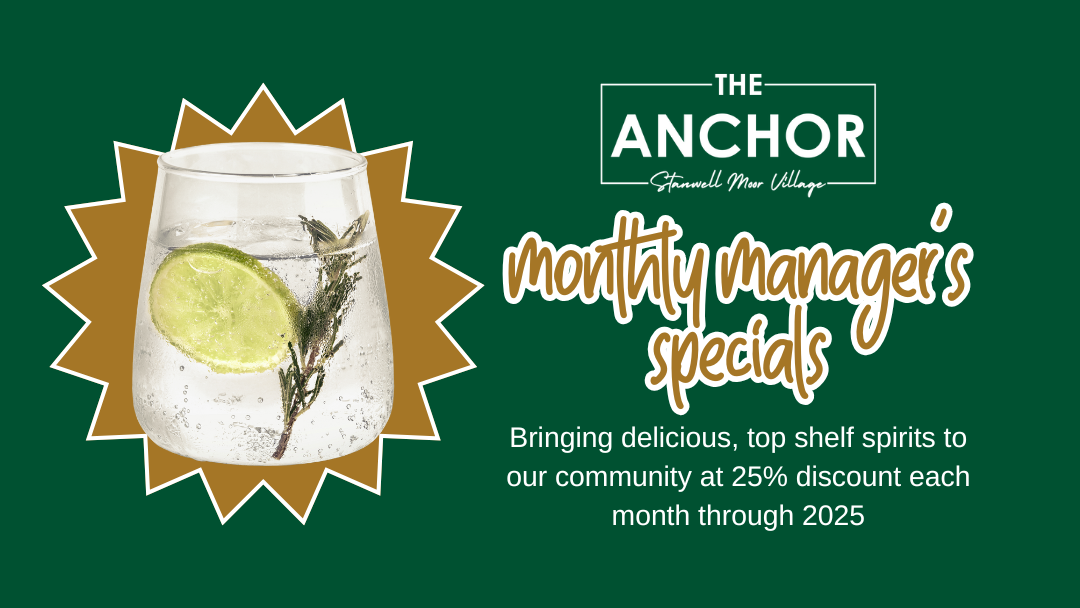 THE
ANCHOR
Stanwell Moor Village
monthly manager's
specials
Bringing delicious, top shelf spirits to
our community at 25% discount each
month through 2025